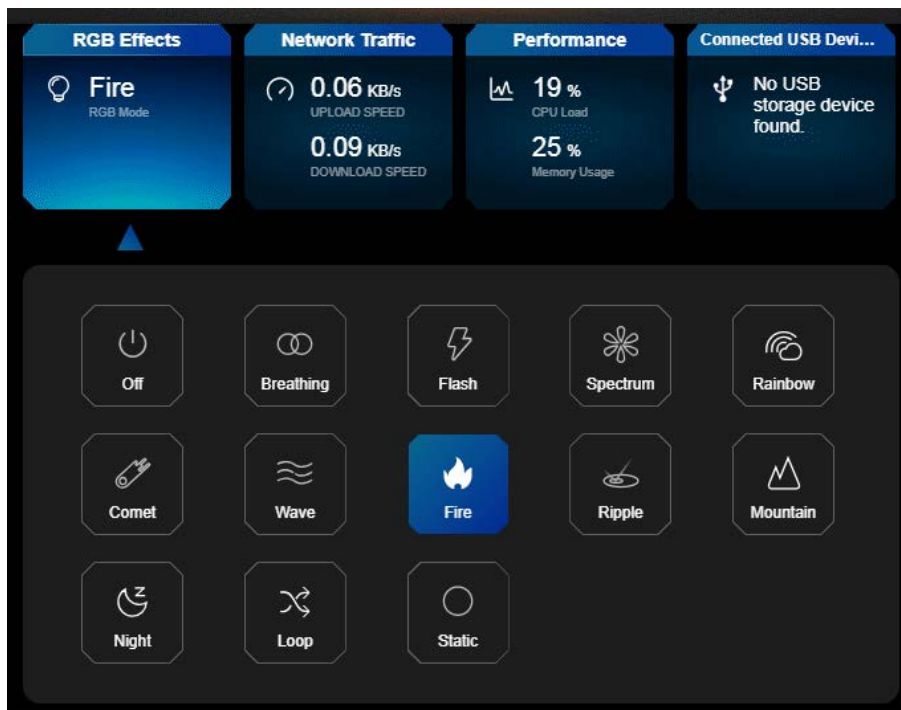 RGB Effects
Fire
RGB Mode
Network Traffic
0.06 KB/s
UPLOAD SPEED
0.09 KB/s
DOWNLOAD SPEED
Performance
19 %
CPU Load
25 %
Memory Usage
Connected USB Devi...
No USB
storage device
found.
Off
Breathing
Flash
Spectrum
Rainbow
Comet
Wave
Fire
Ripple
Mountain
Night
Loop
Static